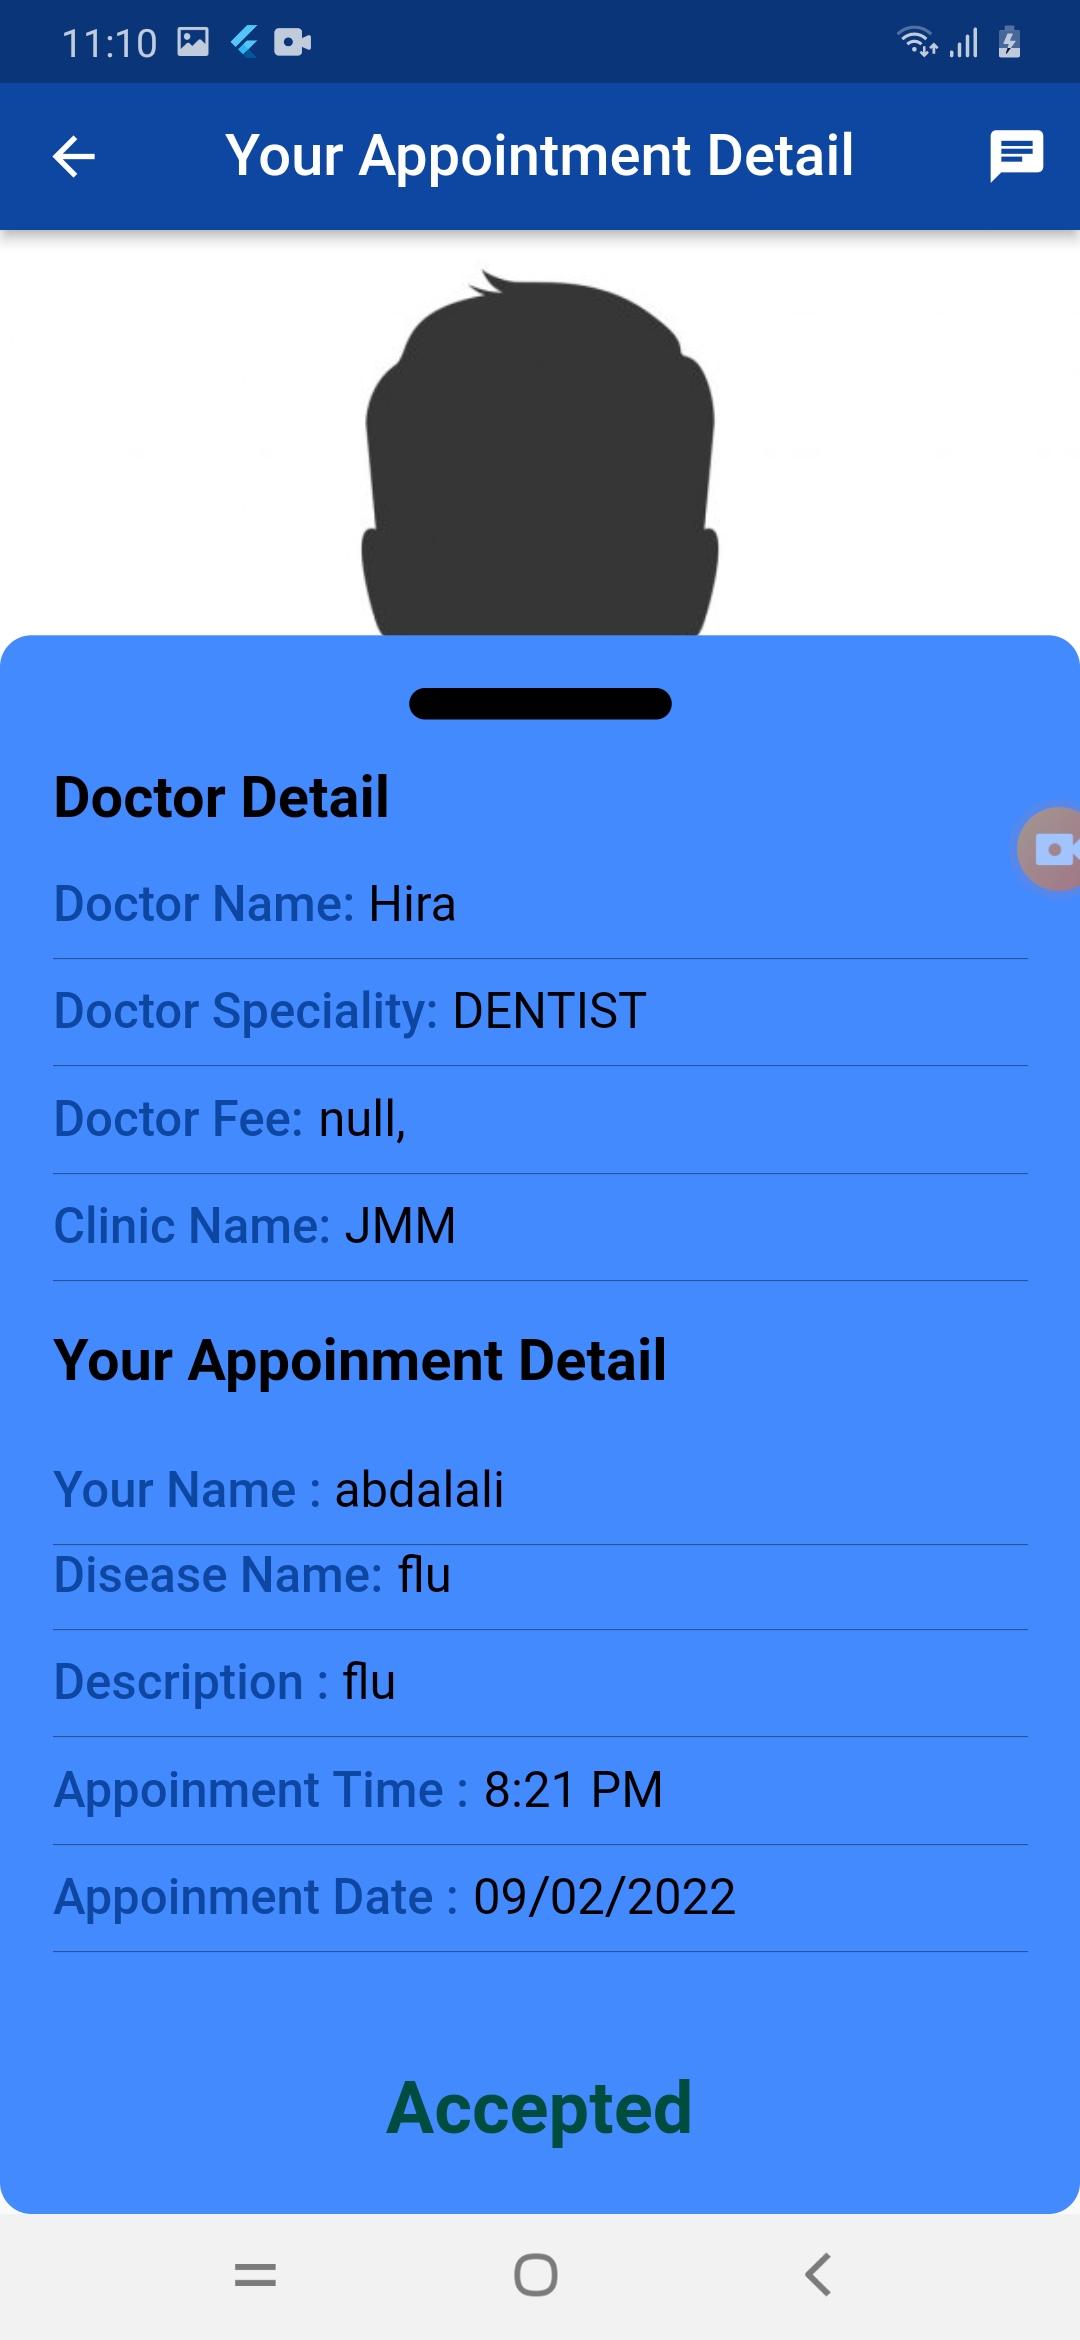 11:10
Your Appointment Detail
Doctor Detail
Doctor Name: Hira
Doctor Speciality: DENTIST
Doctor Fee: null,
Clinic Name: JMM
Your Appoinment Detail
Your Name : abdalali
Disease Name: flu
Description : flu
Appoinment Time : 8:21 PM
Appoinment Date : 09/02/2022
Accepted